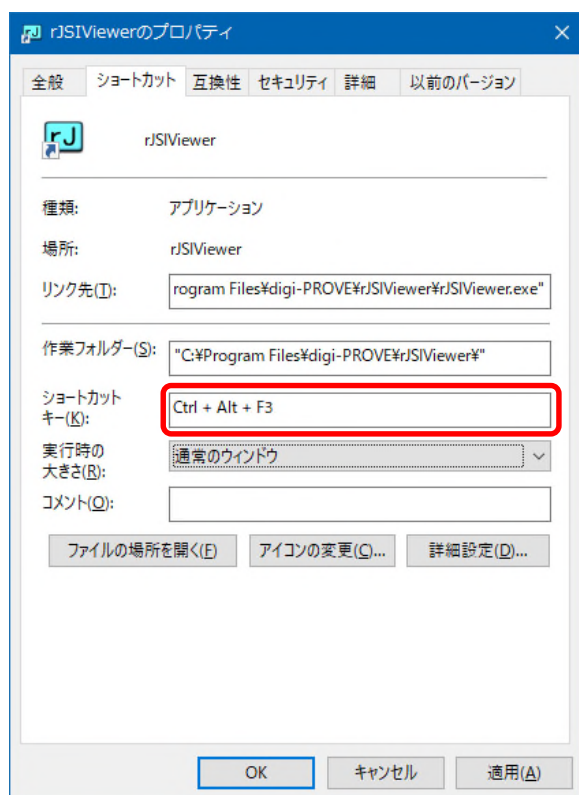 rJSIViewerのプロパティ
全般 ショートカット 互換性 セキュリティ 詳細 以前のバージョン
rJ
rJSIViewer
種類: アプリケーション
場所: rJSIViewer
リンク先(T): rogram Files¥digi-PROVE¥rJSIViewer¥rJSIViewer.exe"
作業フォルダー(S): "C:¥Program Files¥digi-PROVE¥rJSIViewer¥"
ショートカット
キー(K): Ctrl + Alt + F3
実行時の
大きさ(R): 通常のウィンドウ
コメント(O):
ファイルの場所を開く(F) アイコンの変更(C)... 詳細設定(D)...
OK キャンセル 適用(A)